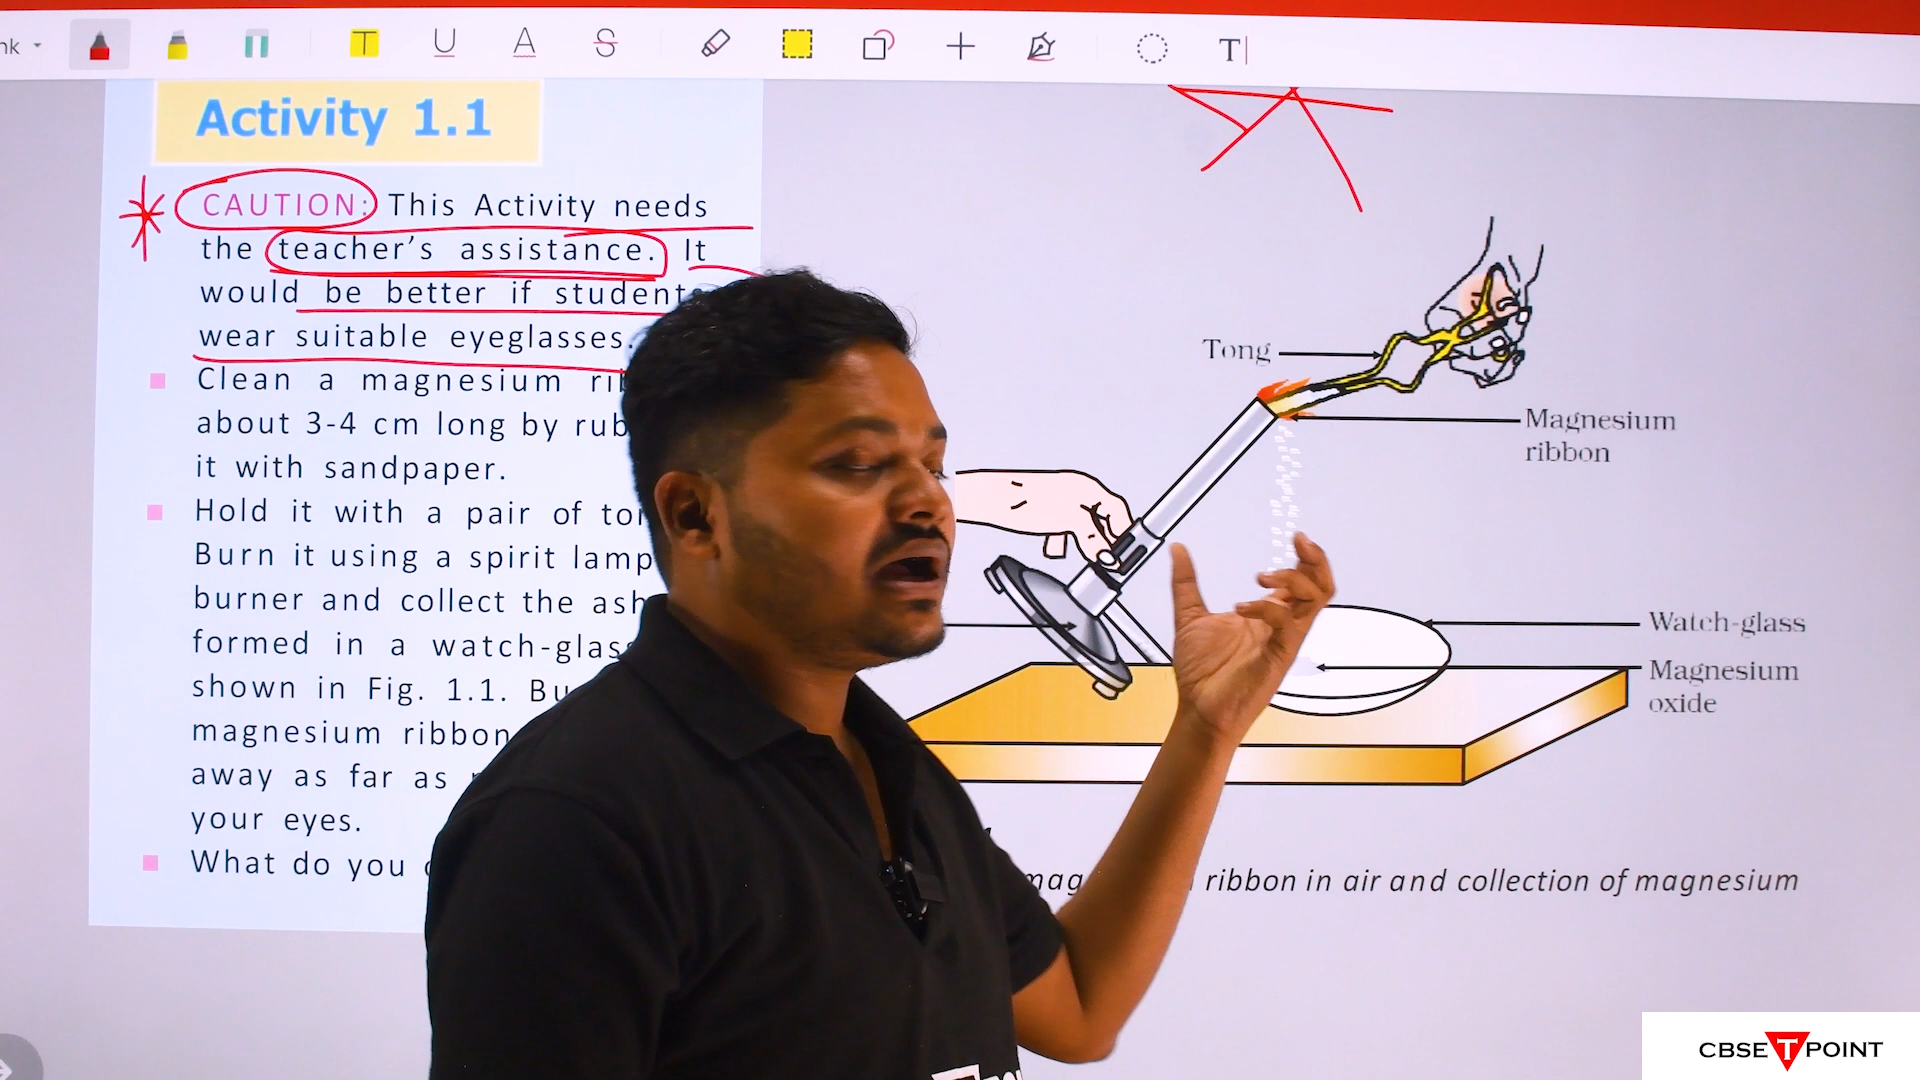 nk
T U A S T
Activity 1.1
CAUTION: This Activity needs
the teacher's assistance. It
would be better if student
wear suitable eyeglasses.
Clean a magnesium
about 3-4 cm long by
it with sandpaper.
Hold it with a pair of
Burn it using a spirit lamp
burner and collect the ash
formed in a
shown in Fig. 1.1.
magnesium ribbon
away as far as
your eyes.
What do you
Tong
Magnesium
ribbon
Watch-glass
Magnesium
oxide
ribbon in air and collection of magnesium
CBSE T POINT